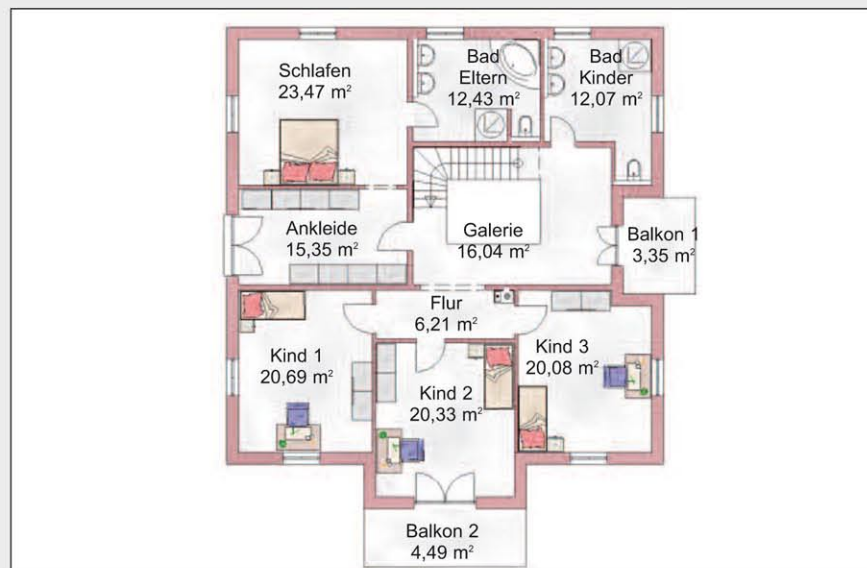 Schlafen
23,47 m²
Bad
Eltern
12,43 m²
Bad
Kinder
12,07 m²
Ankleide
15,35 m²
Galerie
16,04 m²
Balkon 1
3,35 m²
Flur
6,21 m²
Kind 1
20,69 m²
Kind 2
20,33 m²
Kind 3
20,08 m²
Balkon 2
4,49 m²